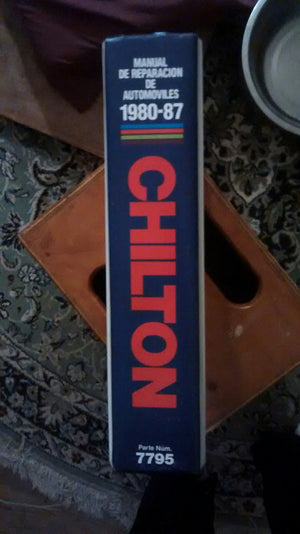 MANUAL
DE REPARACION
DE
AUTOMOVILES
1980-87
CHILTON
Parte Núm.
7795